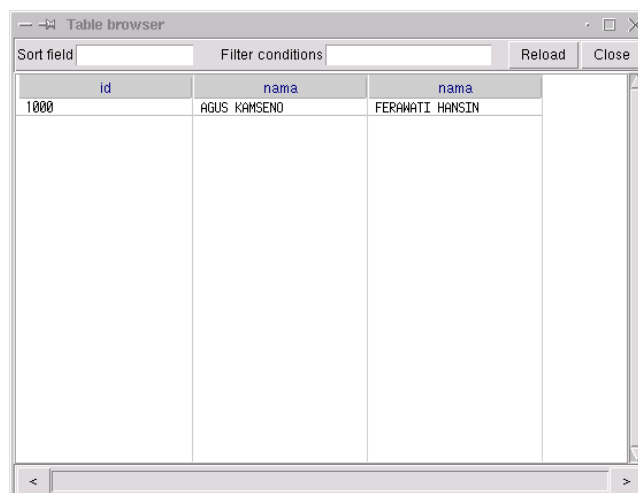 Table browser
Sort field Filter conditions Reload Close
id nama nama
1000 AGUS KAMSENO FERAWATI HANSIN
< >